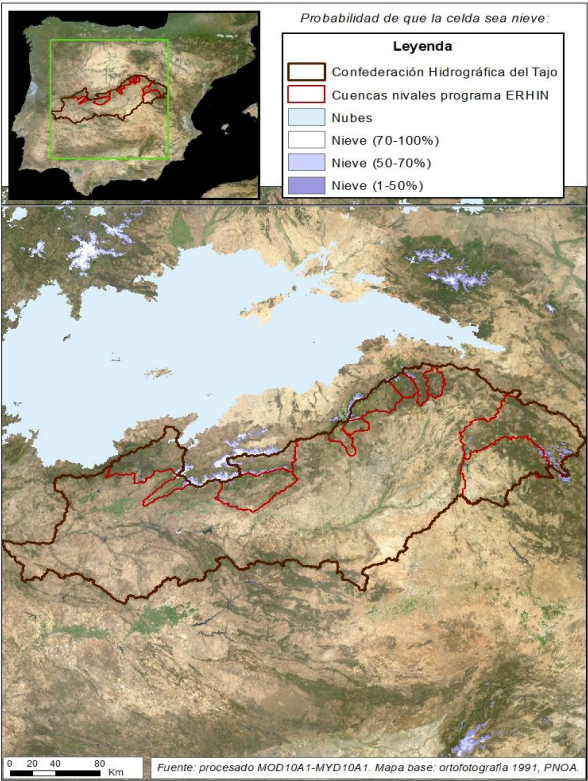 Probabilidad de que la celda sea nieve:
Leyenda
Confederación Hidrográfica del Tajo
Cuencas nivales programa ERHIN
Nubes
Nieve (70-100%)
Nieve (50-70%)
Nieve (1-50%)
0 20 40 80
Km
Fuente: procesado MOD10A1-MYD10A1. Mapa base: ortofotografía 1991, PNOA.